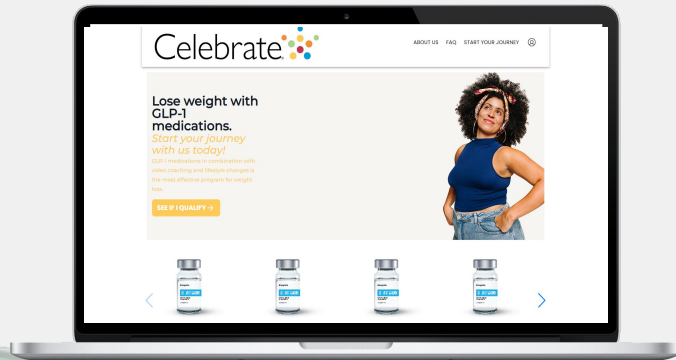 Celebrate
ABOUT US FAQ START YOUR JOURNEY
Lose weight with
GLP-1
medications.
Start your journey
with us today!
GLP-1 medications in combination with
video coaching and lifestyle changes is
the most effective program for weight
loss.
SEE IF I QUALIFY →